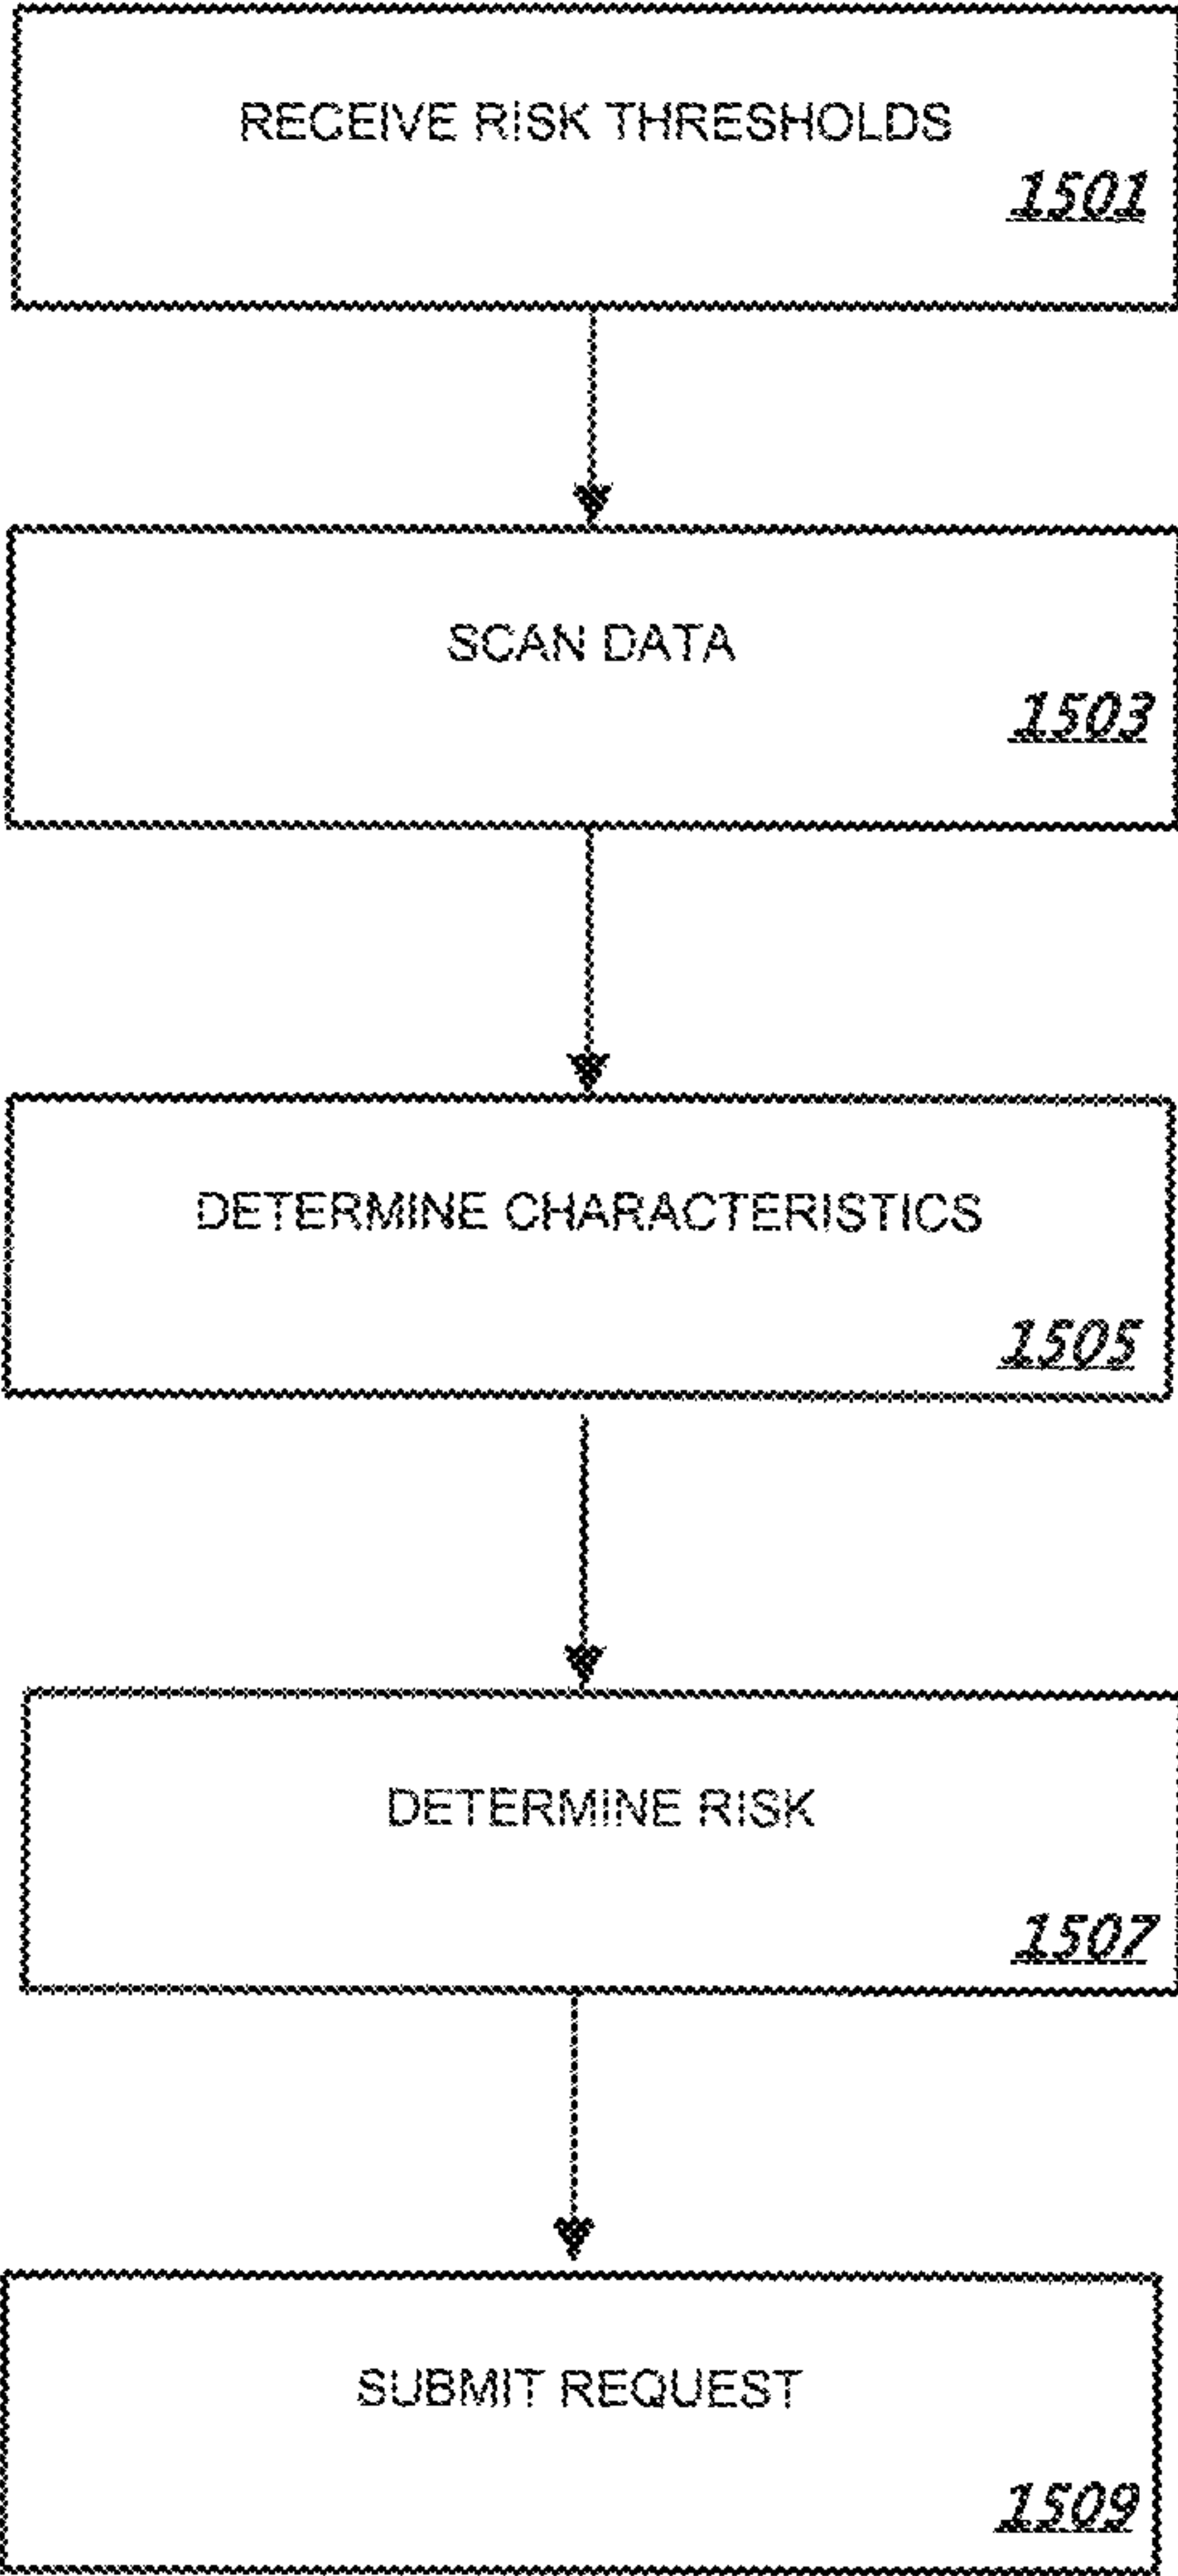 RECEIVE RISK THRESHOLDS
1501
SCAN DATA
1503
DETERMINE CHARACTERISTICS
1505
DETERMINE RISK
1507
SUBMIT REQUEST
1509